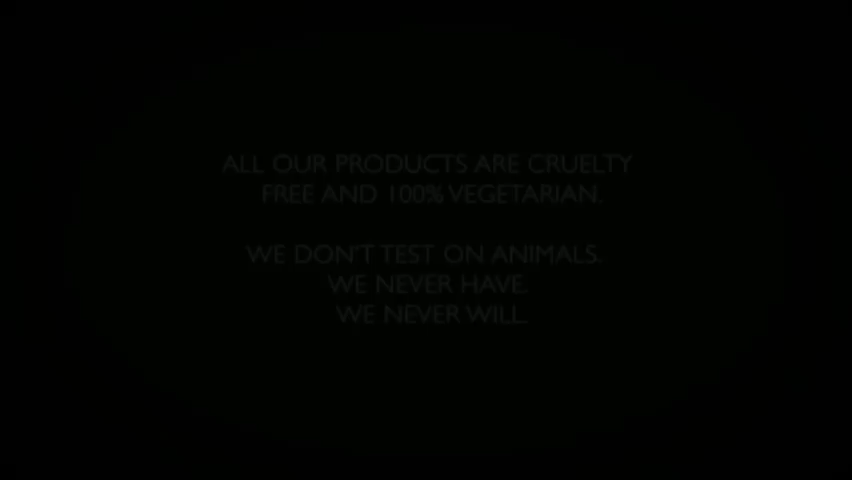 ALL OUR PRODUCTS ARE CRUELTY
FREE AND 100% VEGETARIAN.
WE DON'T TEST ON ANIMALS.
WE NEVER HAVE.
WE NEVER WILL.